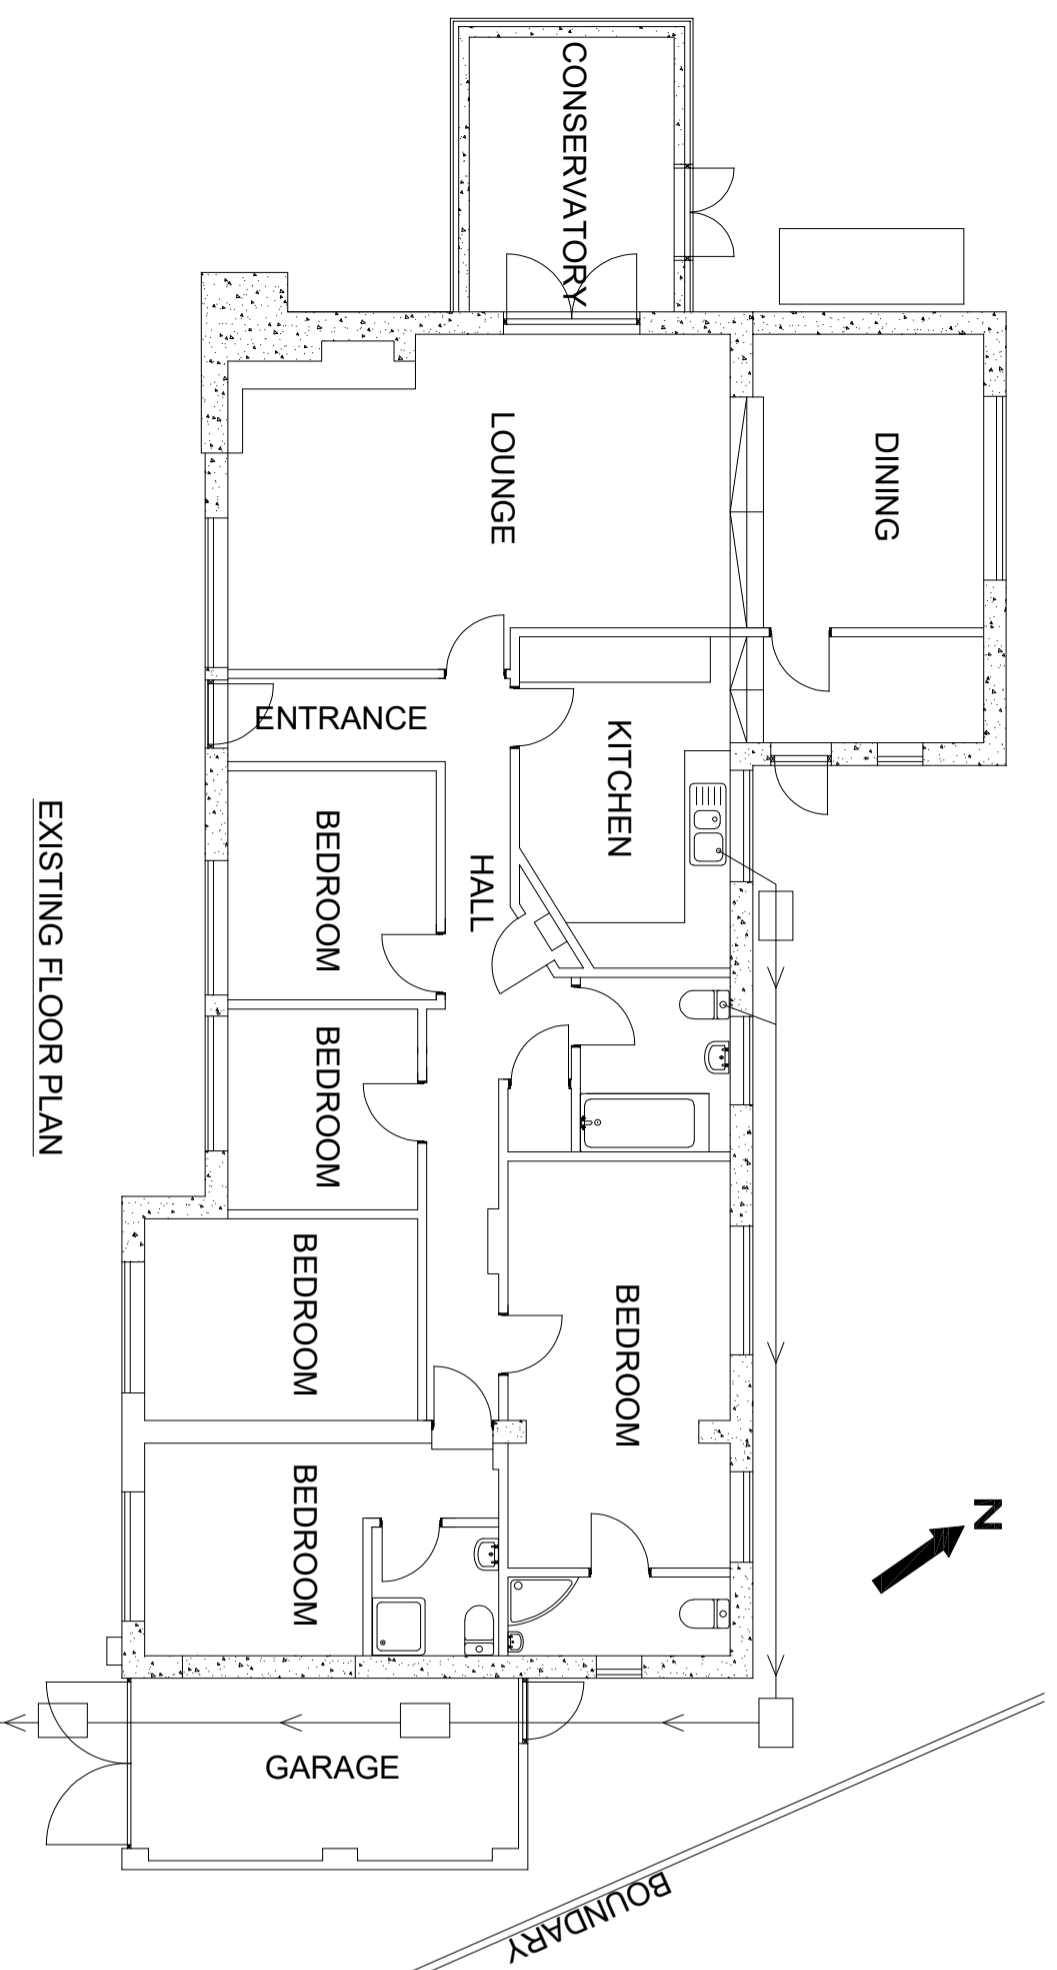 CONSERVATORY
DINING
LOUNGE
ENTRANCE
KITCHEN
HALL
BEDROOM
BEDROOM
BEDROOM
BEDROOM
BEDROOM
GARAGE
BOUNDARY
N
EXISTING FLOOR PLAN